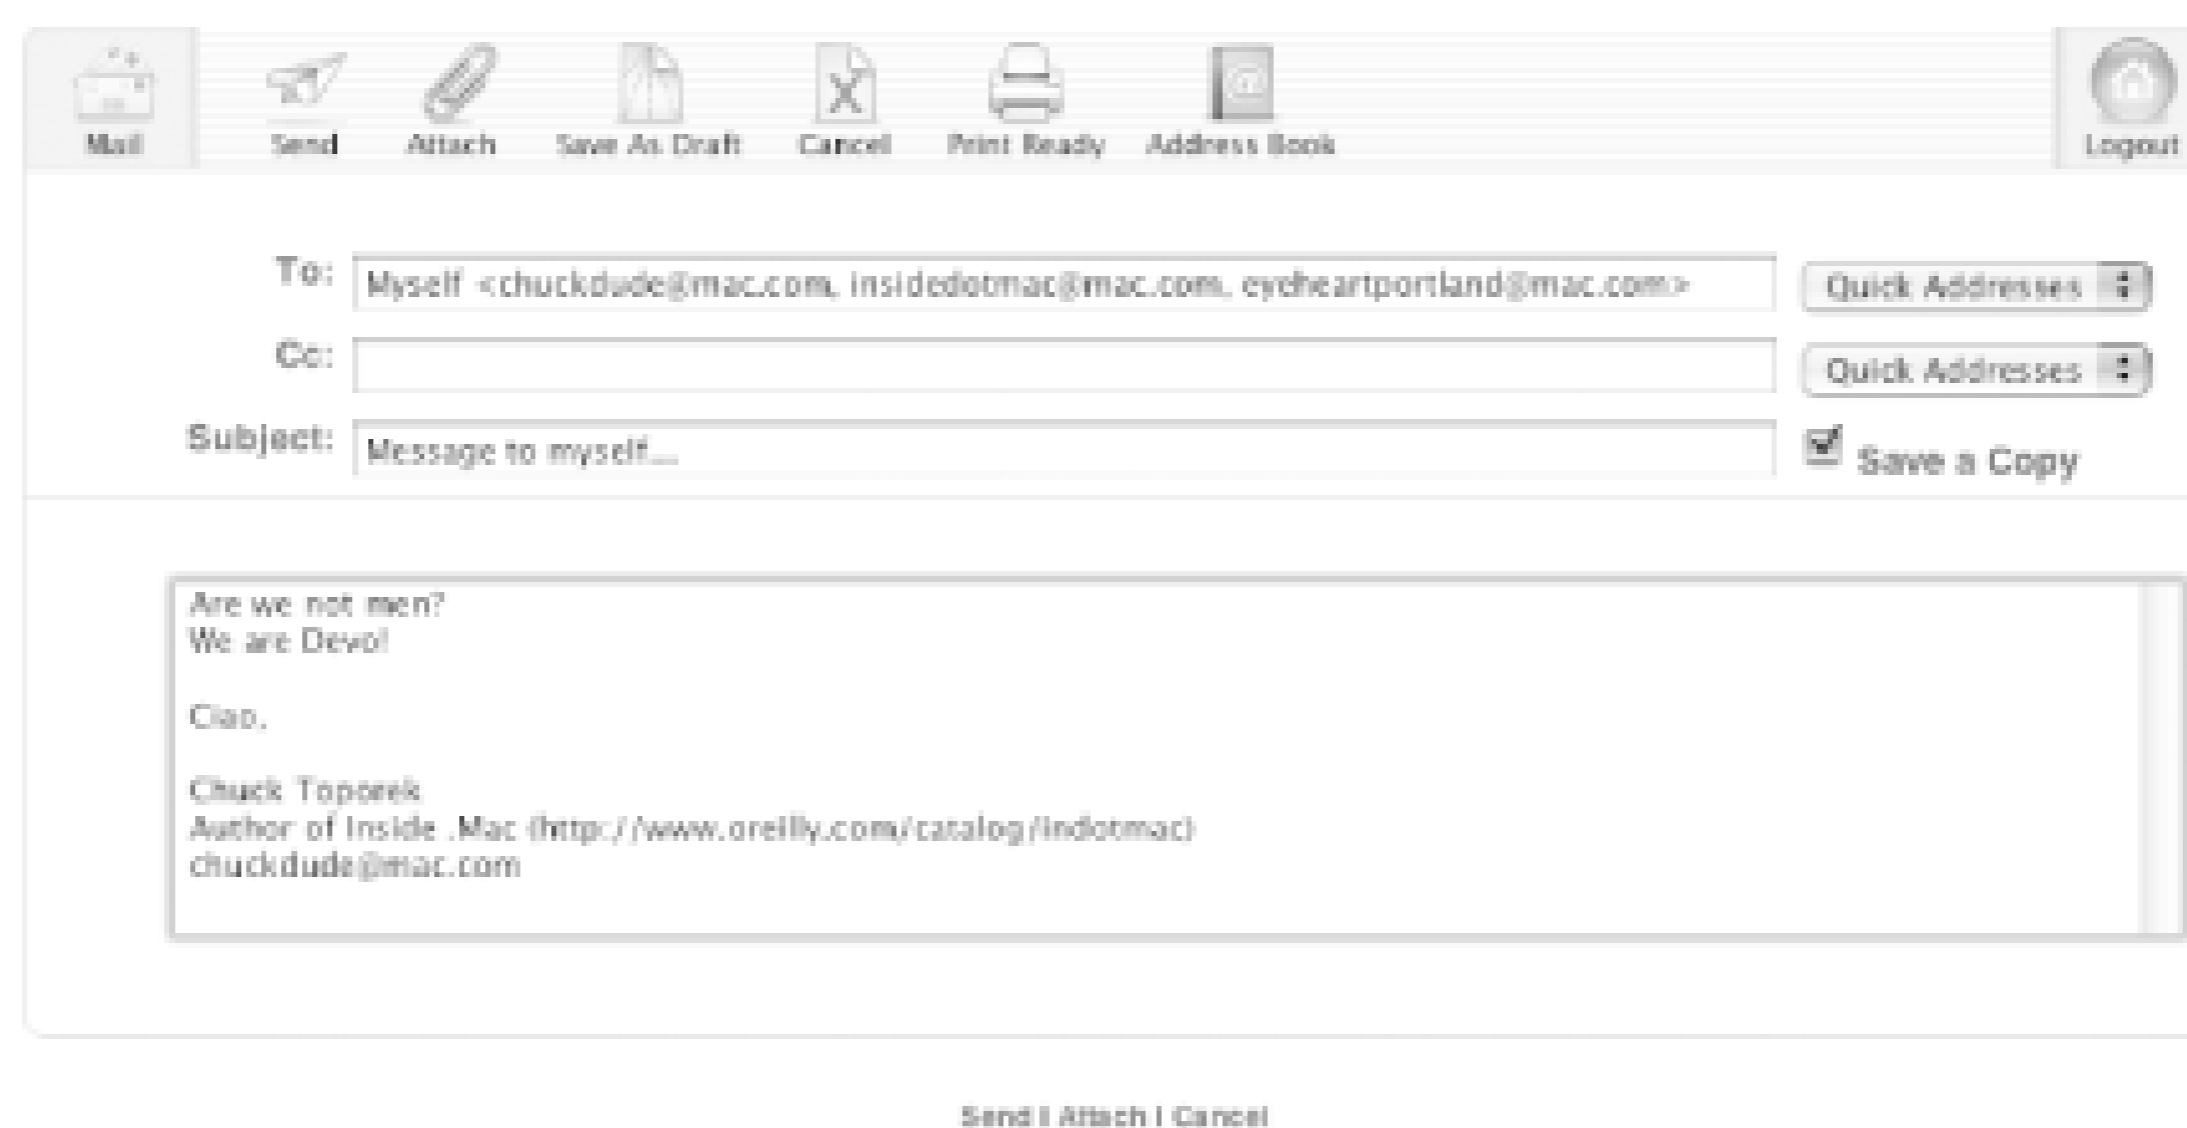 Mail Send Attach Save As Draft Cancel Print Ready Address Book Logout
To: Myself <chuckdude@mac.com, insidedotmac@mac.com, eyeheartportland@mac.com> Quick Addresses
Cc: Quick Addresses
Subject: Message to myself... Save a Copy
Are we not men?
We are Devo!
Ciao,
Chuck Toporek
Author of Inside .Mac (http://www.oreilly.com/catalog/indotmac)
chuckdude@mac.com
Send | Attach | Cancel